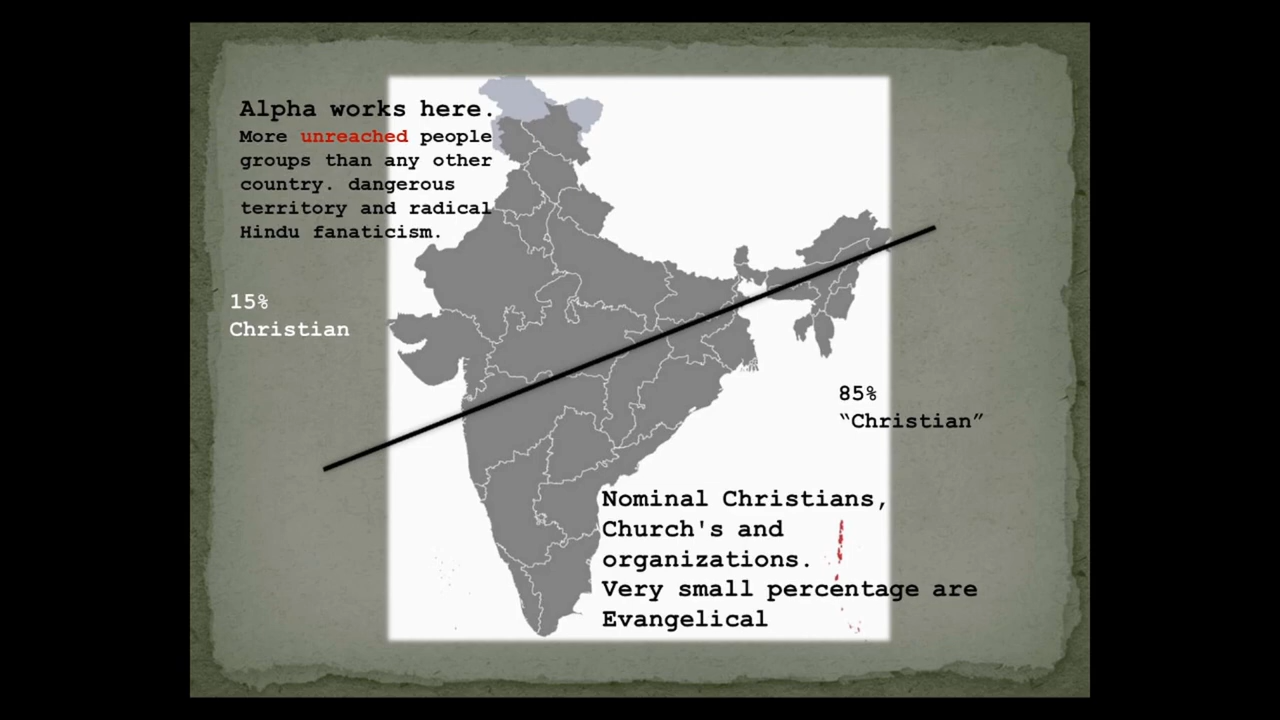 Alpha works here.
More unreached people
groups than any other
country. dangerous
territory and radical
Hindu fanaticism.
15%
Christian
85%
“Christian”
Nominal Christians,
Church's and
organizations.
Very small percentage are
Evangelical